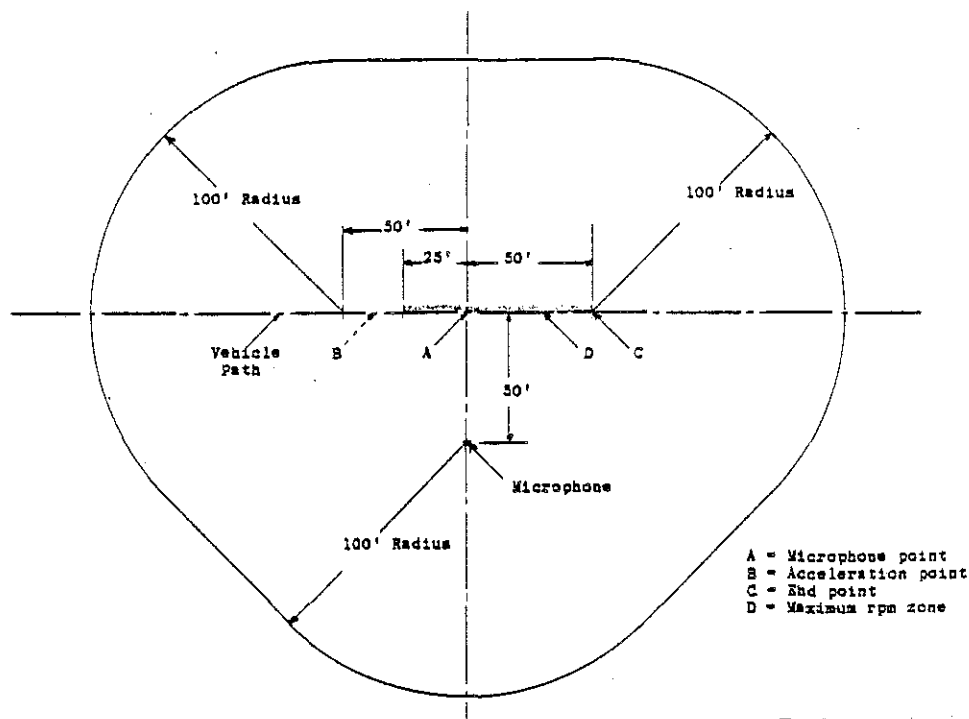 100' Radius
100' Radius
50'
25'
50'
Vehicle
Path
B
A
D
C
50'
Microphone
100' Radius
A = Microphone point
B = Acceleration point
C = End point
D = Maximum rpm zone